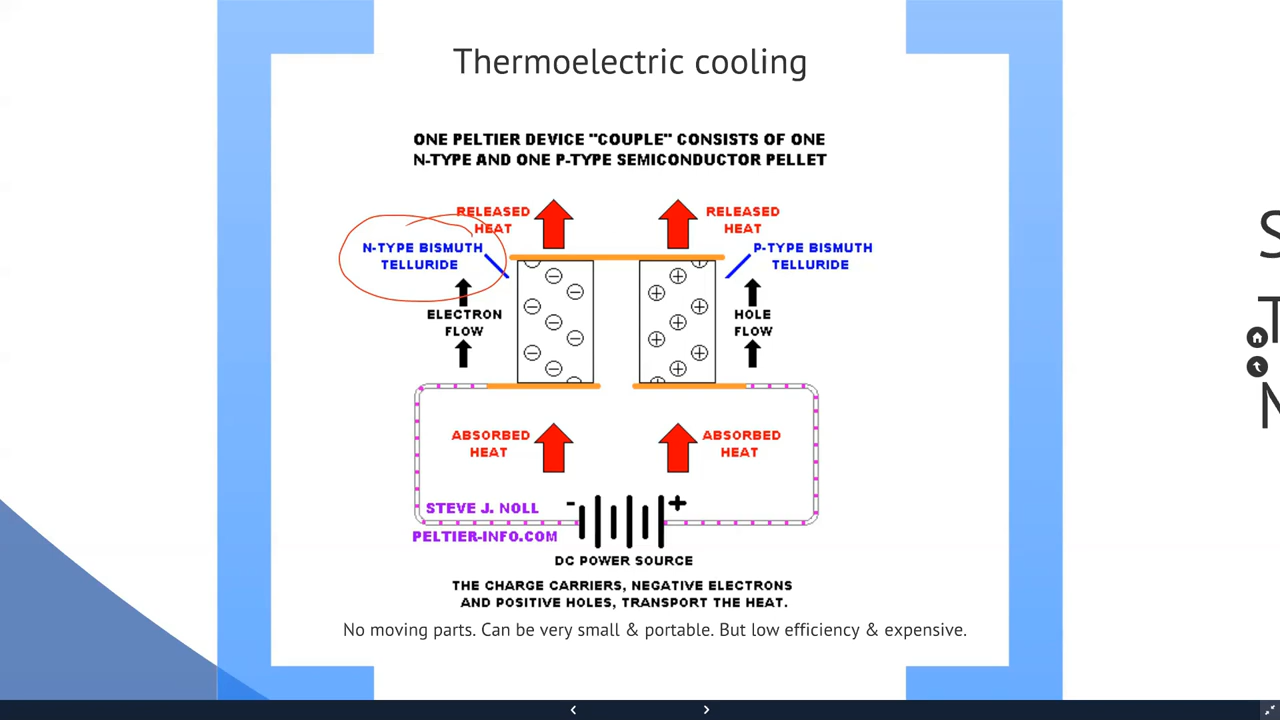 Thermoelectric cooling
ONE PELTIER DEVICE "COUPLE" CONSISTS OF ONE
N-TYPE AND ONE P-TYPE SEMICONDUCTOR PELLET
RELEASED
HEAT
RELEASED
HEAT
N-TYPE BISMUTH
TELLURIDE
P-TYPE BISMUTH
TELLURIDE
ELECTRON
FLOW
HOLE
FLOW
ABSORBED
HEAT
ABSORBED
HEAT
STEVE J. NOLL
PELTIER-INFO.COM
- +
DC POWER SOURCE
THE CHARGE CARRIERS, NEGATIVE ELECTRONS
AND POSITIVE HOLES, TRANSPORT THE HEAT.
No moving parts. Can be very small & portable. But low efficiency & expensive.
S